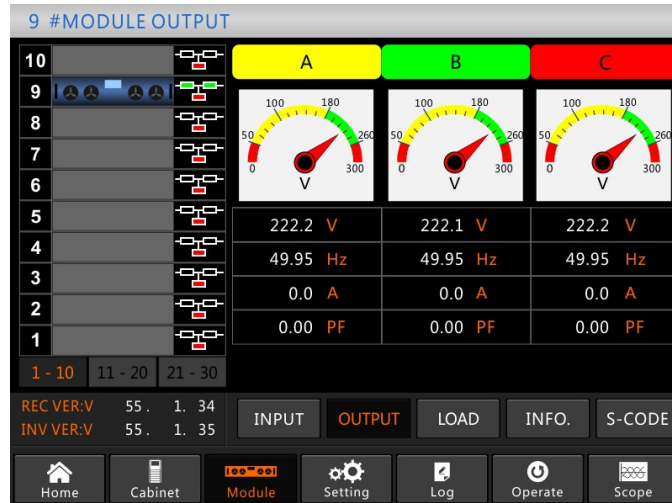 9 #MODULE OUTPUT
10
9
8
7
6
5
4
3
2
1
1 - 10 11 - 20 21 - 30
REC VER:V 55 . 1. 34
INV VER:V 55 . 1. 35
A B C
0 50 100 180 260 300 V
0 50 100 180 260 300 V
0 50 100 180 260 300 V
222.2 V 222.1 V 222.2 V
49.95 Hz 49.95 Hz 49.95 Hz
0.0 A 0.0 A 0.0 A
0.00 PF 0.00 PF 0.00 PF
INPUT OUTPUT LOAD INFO. S-CODE
Home Cabinet Module Setting Log Operate Scope